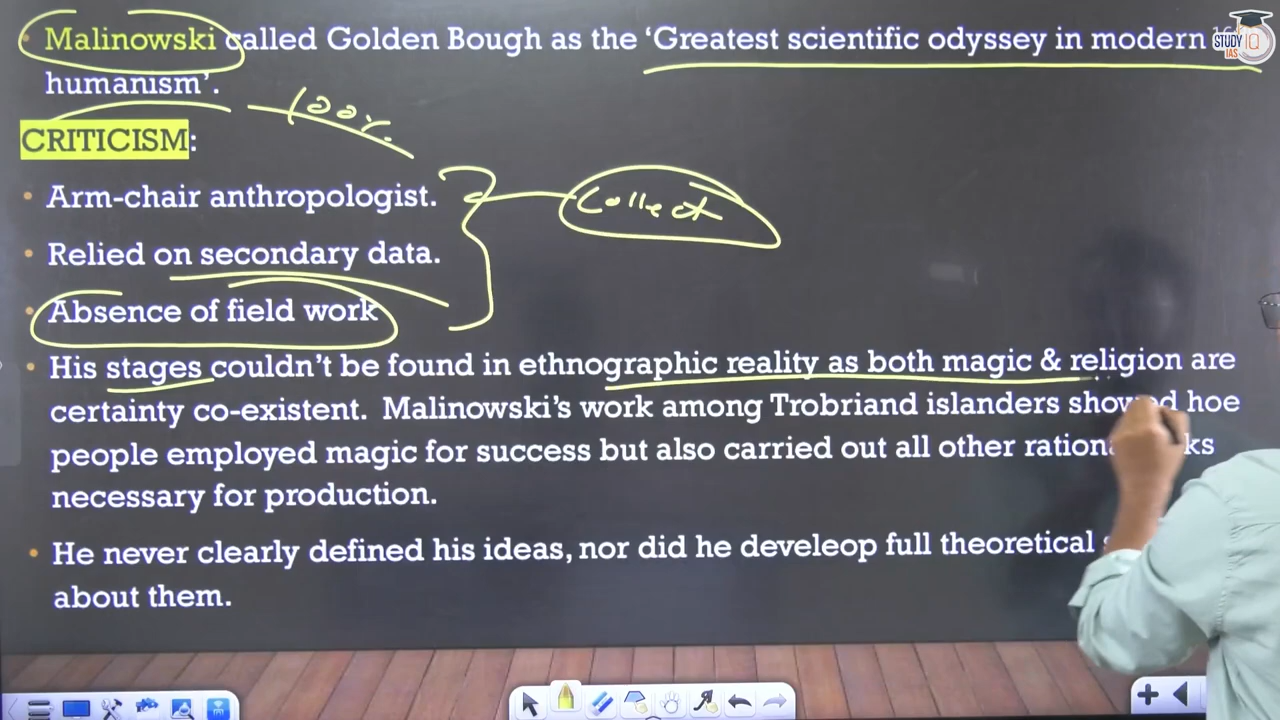 • Malinowski called Golden Bough as the ‘Greatest scientific odyssey in modern
humanism’.
100%
CRITICISM:
• Arm-chair anthropologist.
Collect
• Relied on secondary data.
• Absence of field work
• His stages couldn’t be found in ethnographic reality as both magic & religion are
certainty co-existent. Malinowski’s work among Trobriand islanders showed hoe
people employed magic for success but also carried out all other
necessary for production.
• He never clearly defined his ideas, nor did he develeop full theoretical
about them.
STUDY IQ
IAS